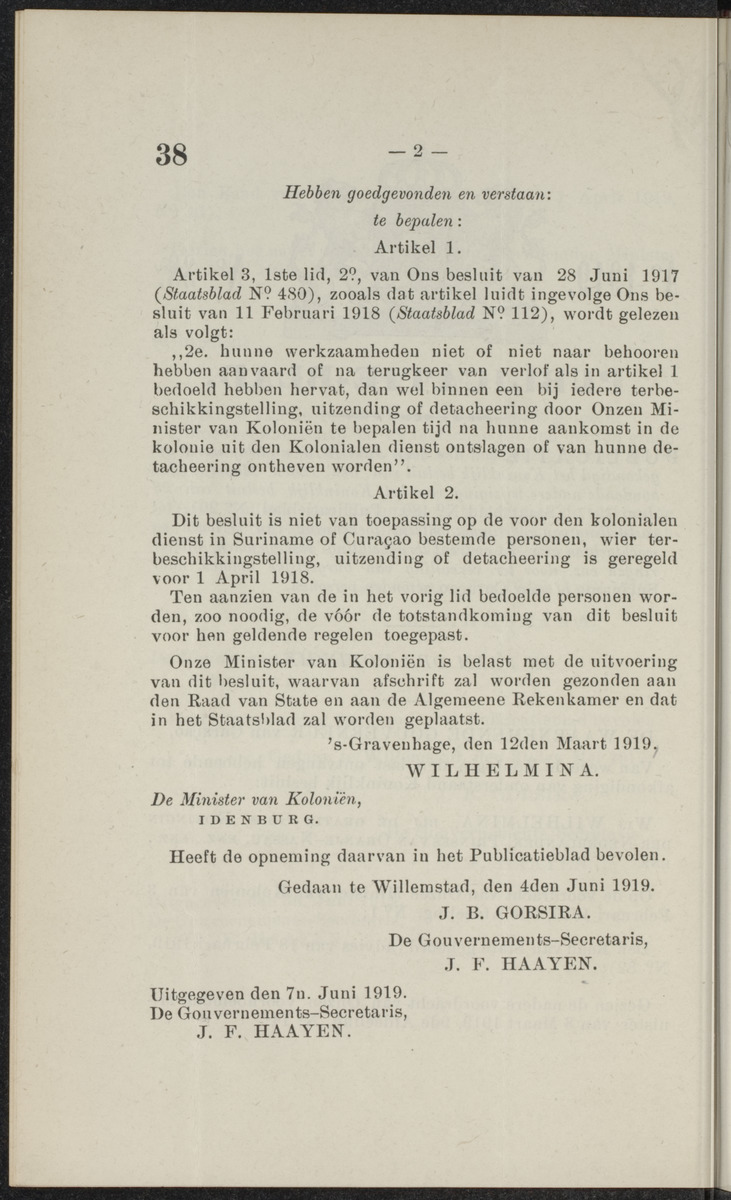 38 — 2 —
Hebben goedgevonden en verstaan:
te bepalen:
Artikel 1.
Artikel 3, 1ste lid, 2º, van Ons besluit van 28 Juni 1917
(Staatsblad Nº 480), zooals dat artikel luidt ingevolge Ons be-
sluit van 11 Februari 1918 (Staatsblad Nº 112), wordt gelezen
als volgt:
,,2e. hunne werkzaamheden niet of niet naar behooren
hebben aanvaard of na terugkeer van verlof als in artikel 1
bedoeld hebben hervat, dan wel binnen een bij iedere terbe-
schikkingstelling, uitzending of detacheering door Onzen Mi-
nister van Koloniën te bepalen tijd na hunne aankomst in de
kolonie uit den Kolonialen dienst ontslagen of van hunne de-
tacheering ontheven worden''.
Artikel 2.
Dit besluit is niet van toepassing op de voor den kolonialen
dienst in Suriname of Curaçao bestemde personen, wier ter-
beschikkingstelling, uitzending of detacheering is geregeld
voor 1 April 1918.
Ten aanzien van de in het vorig lid bedoelde personen wor-
den, zoo noodig, de vóór de totstandkoming van dit besluit
voor hen geldende regelen toegepast.
Onze Minister van Koloniën is belast met de uitvoering
van dit besluit, waarvan afschrift zal worden gezonden aan
den Raad van State en aan de Algemeene Rekenkamer en dat
in het Staatsblad zal worden geplaatst.
's-Gravenhage, den 12den Maart 1919.
WILHELMINA.
De Minister van Koloniën,
IDENBURG.
Heeft de opneming daarvan in het Publicatieblad bevolen.
Gedaan te Willemstad, den 4den Juni 1919.
J. B. GORSIRA.
De Gouvernements-Secretaris,
J. F. HAAYEN.
Uitgegeven den 7n. Juni 1919.
De Gouvernements-Secretaris,
J. F. HAAYEN.